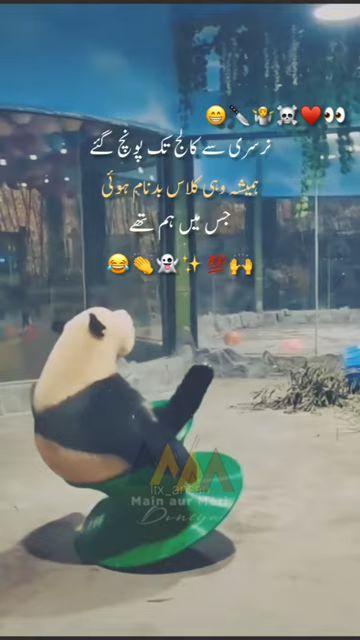 😁🔪🤷☠️❤️👀
نرسری سے کالج تک پونچ گئے
ہمیشہ وہی کلاس بدنام ہوئی
جس میں ہم تھے
😂👏👻✨💯🙌
Main aur Meri
Duniya